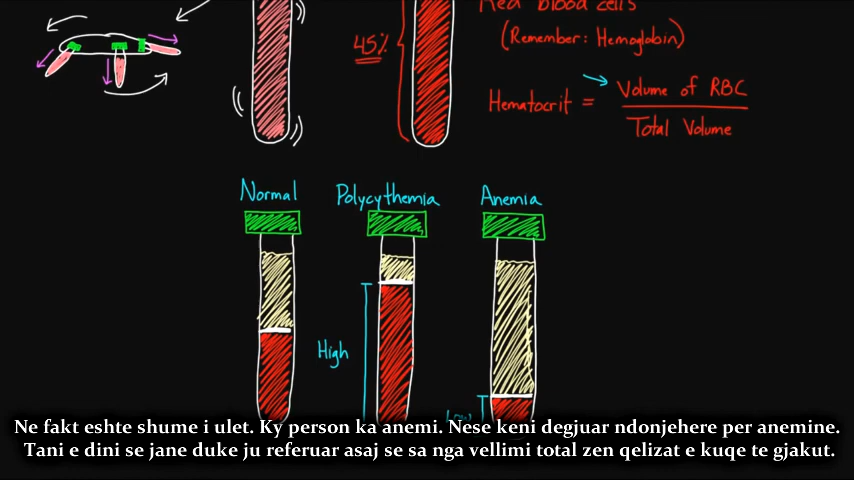 Red blood cells
45%
(Remember: Hemoglobin)
Hematocrit = Volume of RBC
Total Volume
Normal Polycythemia Anemia
High
Low
Ne fakt eshte shume i ulet. Ky person ka anemi. Nese keni degjuar ndonjehere per anemine.
Tani e dini se jane duke ju referuar asaj se sa nga vellimi total zen qelizat e kuqe te gjakut.